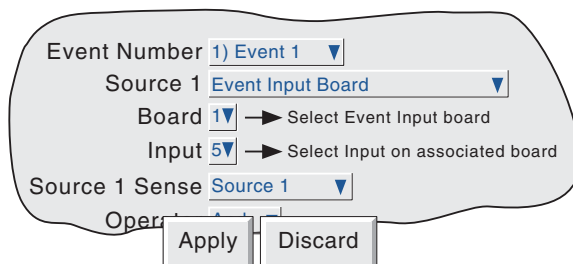 Event Number 1) Event 1
Source 1 Event Input Board
Board 1 Select Event Input board
Input 5 Select Input on associated board
Source 1 Sense Source 1
Apply Discard